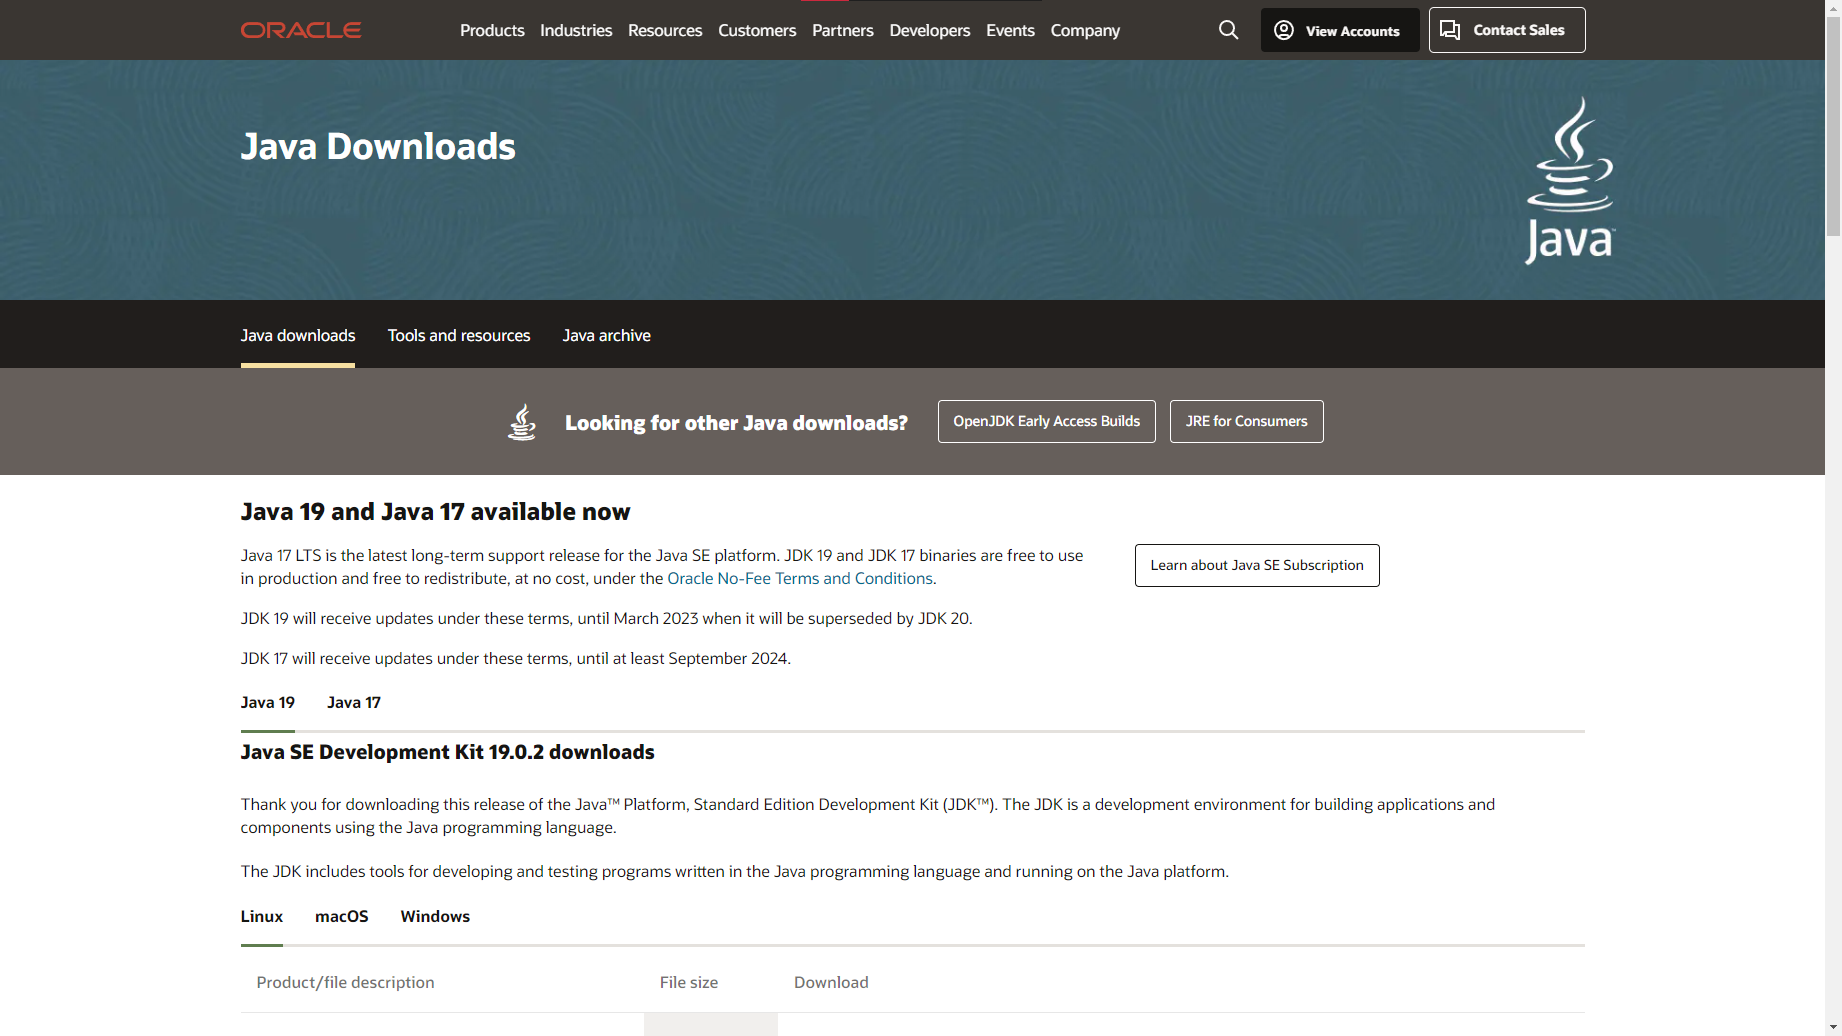 ORACLE
Products Industries Resources Customers Partners Developers Events Company
View Accounts
Contact Sales
Java Downloads
Java™
Java downloads Tools and resources Java archive
Looking for other Java downloads?
OpenJDK Early Access Builds
JRE for Consumers
Java 19 and Java 17 available now
Java 17 LTS is the latest long-term support release for the Java SE platform. JDK 19 and JDK 17 binaries are free to use
in production and free to redistribute, at no cost, under the Oracle No-Fee Terms and Conditions.
Learn about Java SE Subscription
JDK 19 will receive updates under these terms, until March 2023 when it will be superseded by JDK 20.
JDK 17 will receive updates under these terms, until at least September 2024.
Java 19 Java 17
Java SE Development Kit 19.0.2 downloads
Thank you for downloading this release of the Java™ Platform, Standard Edition Development Kit (JDK™). The JDK is a development environment for building applications and
components using the Java programming language.
The JDK includes tools for developing and testing programs written in the Java programming language and running on the Java platform.
Linux macOS Windows
Product/file description File size Download